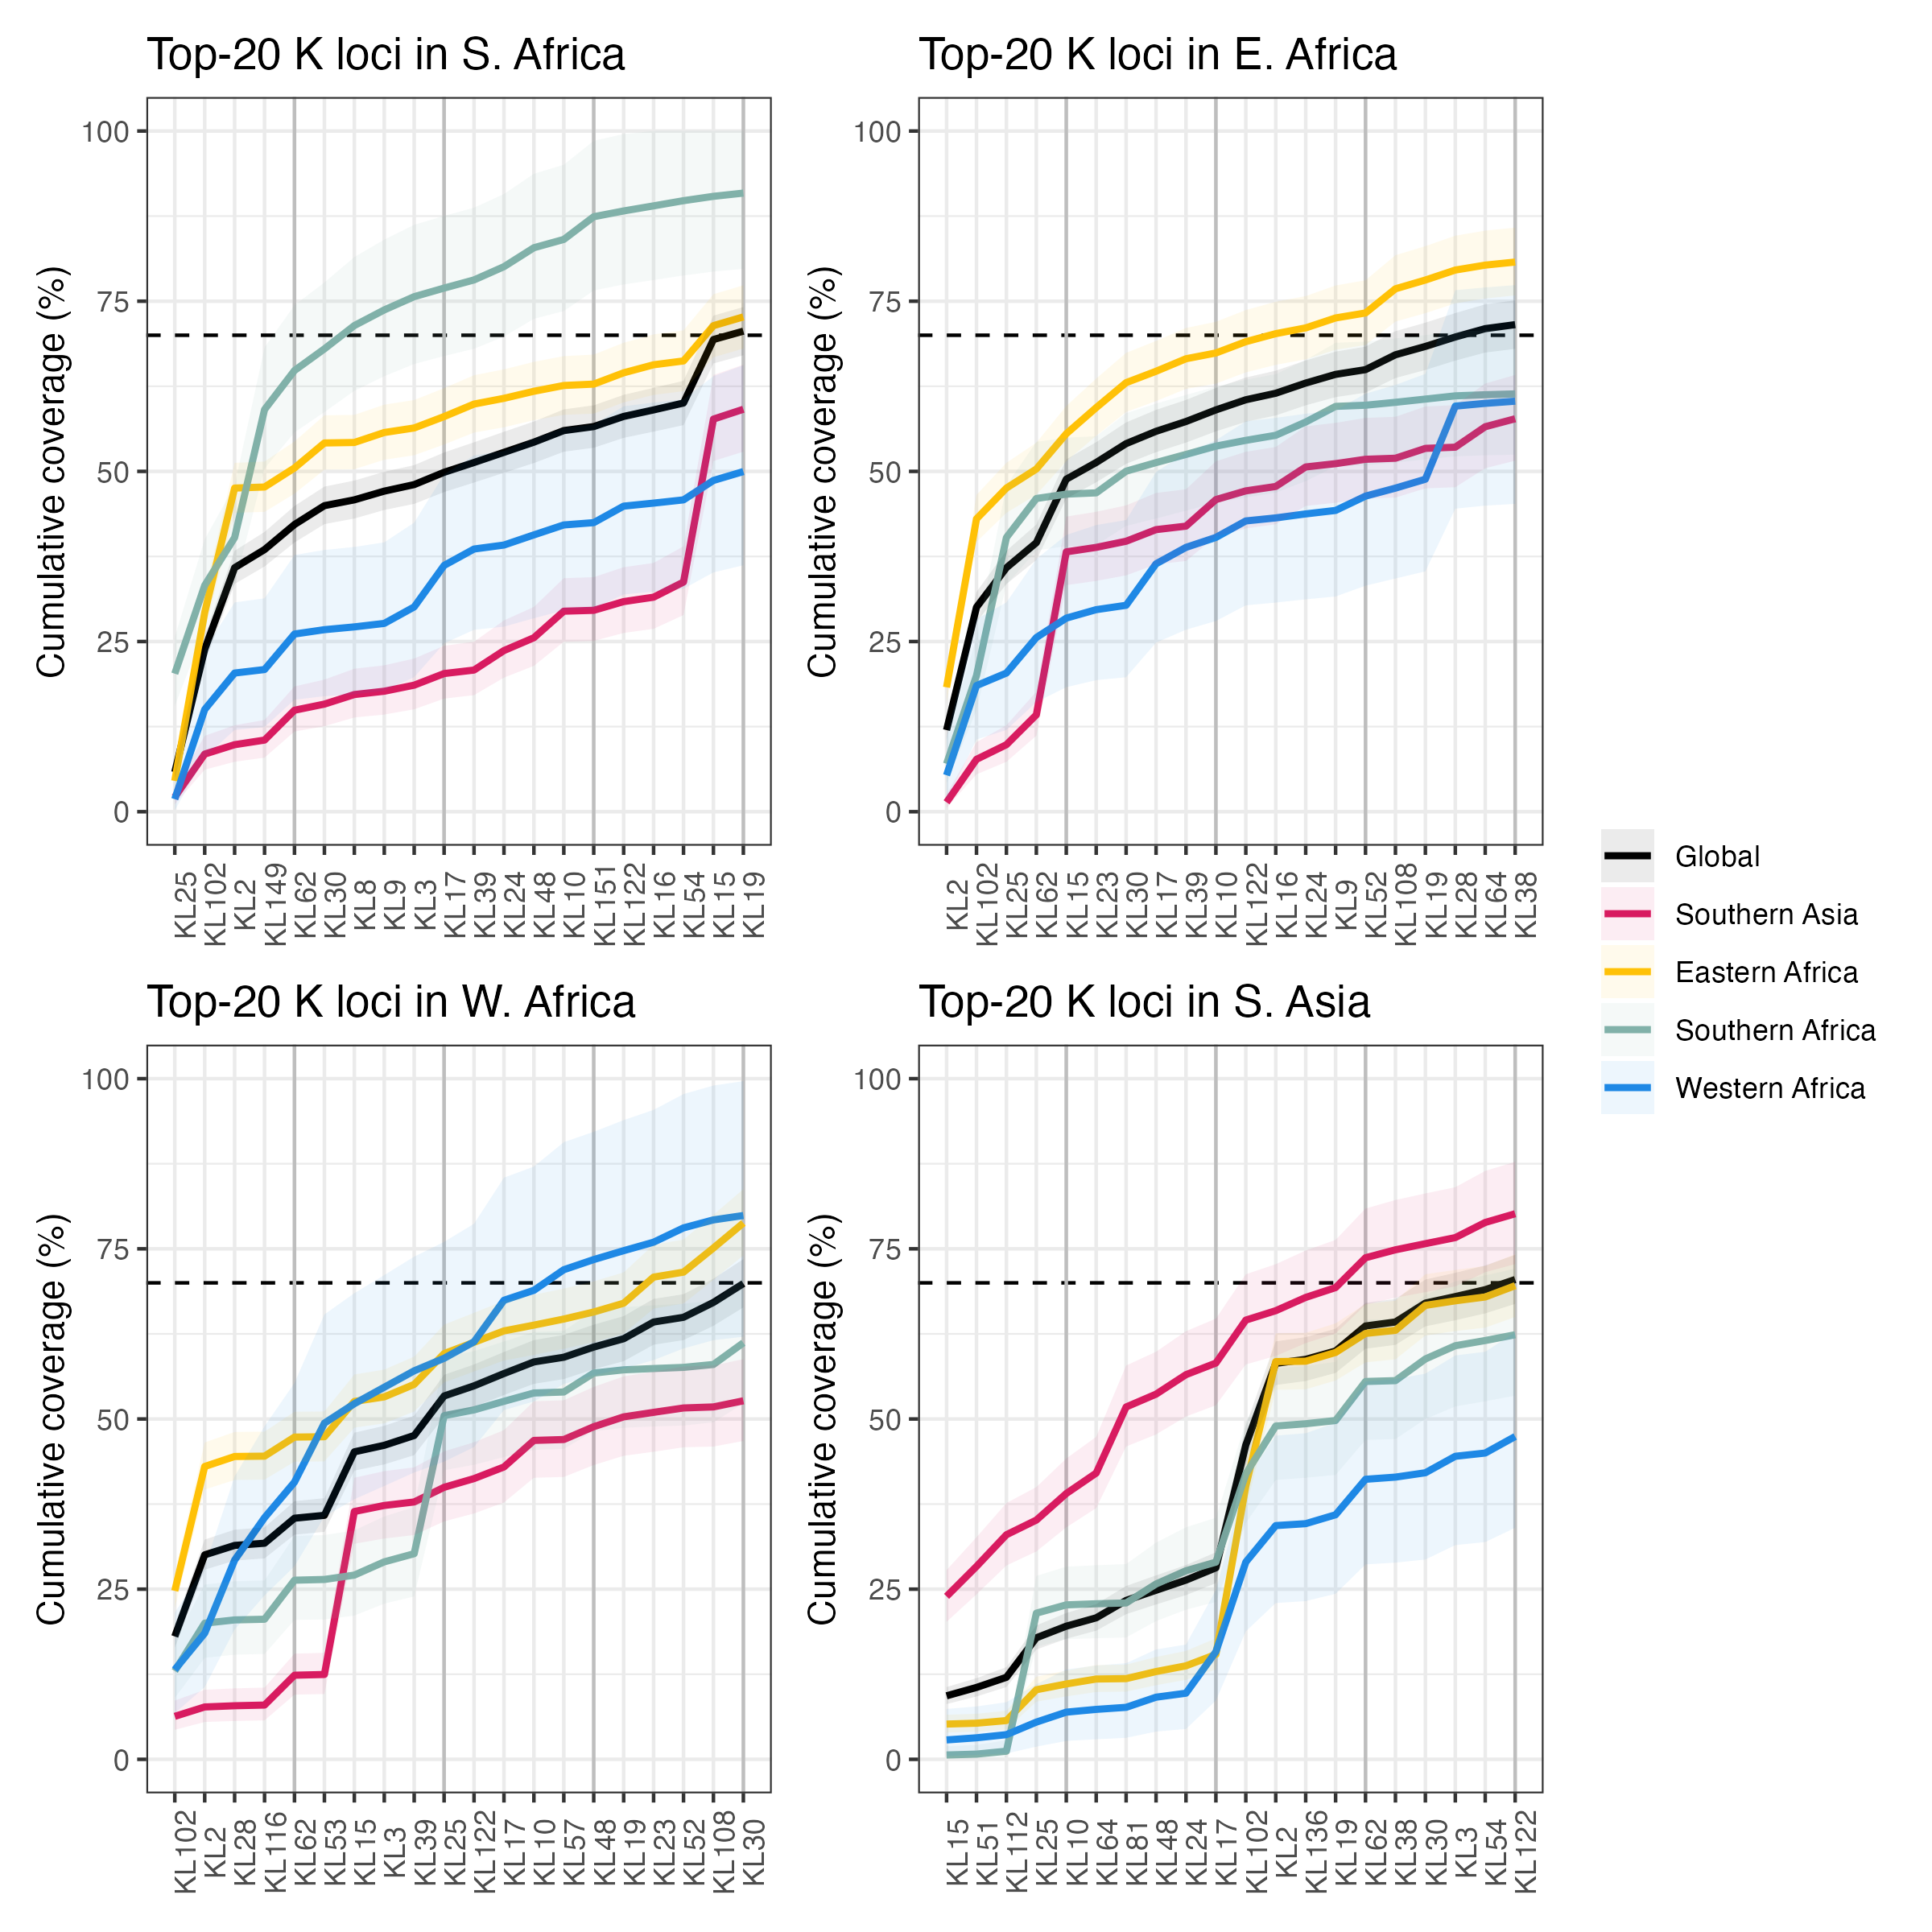 Top-20 K loci in S. Africa
Cumulative coverage (%)
100
75
50
25
0
KL25
KL102
KL2
KL149
KL62
KL30
KL8
KL9
KL3
KL17
KL39
KL24
KL48
KL10
KL151
KL122
KL16
KL54
KL15
KL19
Top-20 K loci in E. Africa
Cumulative coverage (%)
100
75
50
25
0
KL2
KL102
KL25
KL62
KL15
KL23
KL30
KL17
KL39
KL10
KL122
KL16
KL24
KL9
KL52
KL108
KL19
KL28
KL64
KL38
Top-20 K loci in W. Africa
Cumulative coverage (%)
100
75
50
25
0
KL102
KL2
KL28
KL116
KL62
KL53
KL15
KL3
KL39
KL25
KL122
KL17
KL10
KL57
KL48
KL19
KL23
KL52
KL108
KL30
Top-20 K loci in S. Asia
Cumulative coverage (%)
100
75
50
25
0
KL15
KL51
KL112
KL25
KL10
KL64
KL81
KL48
KL24
KL17
KL102
KL2
KL136
KL19
KL62
KL38
KL30
KL3
KL54
KL122
Global
Southern Asia
Eastern Africa
Southern Africa
Western Africa